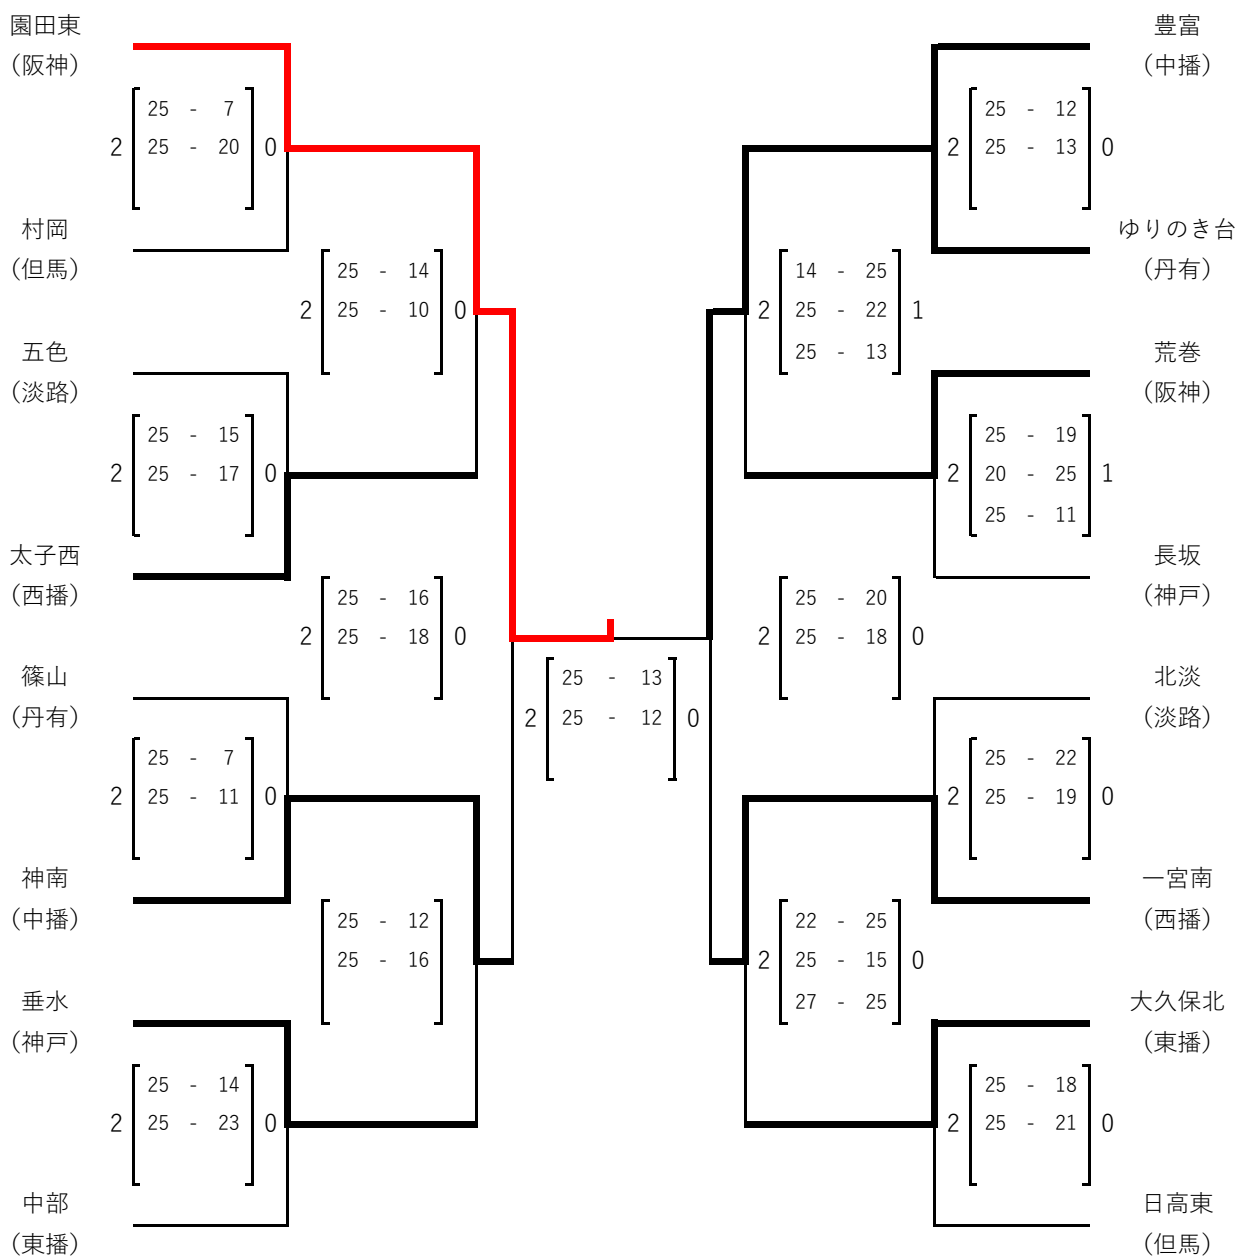 園田東
（阪神）
2 25 - 7 0
25 - 20
村岡
（但馬）
2 25 - 14 0
25 - 10
五色
（淡路）
2 25 - 15 0
25 - 17
太子西
（西播）
2 25 - 16 0
25 - 18
篠山
（丹有）
2 25 - 7 0
25 - 11
神南
（中播）
25 - 12
25 - 16
垂水
（神戸）
2 25 - 14 0
25 - 23
中部
（東播）
2 25 - 13 0
25 - 12
豊富
（中播）
2 25 - 12 0
25 - 13
ゆりのき台
（丹有）
14 - 25
2 25 - 22 1
25 - 13
荒巻
（阪神）
25 - 19
2 20 - 25 1
25 - 11
長坂
（神戸）
2 25 - 20 0
25 - 18
北淡
（淡路）
2 25 - 22 0
25 - 19
一宮南
（西播）
22 - 25
2 25 - 15 0
27 - 25
大久保北
（東播）
2 25 - 18 0
25 - 21
日高東
（但馬）